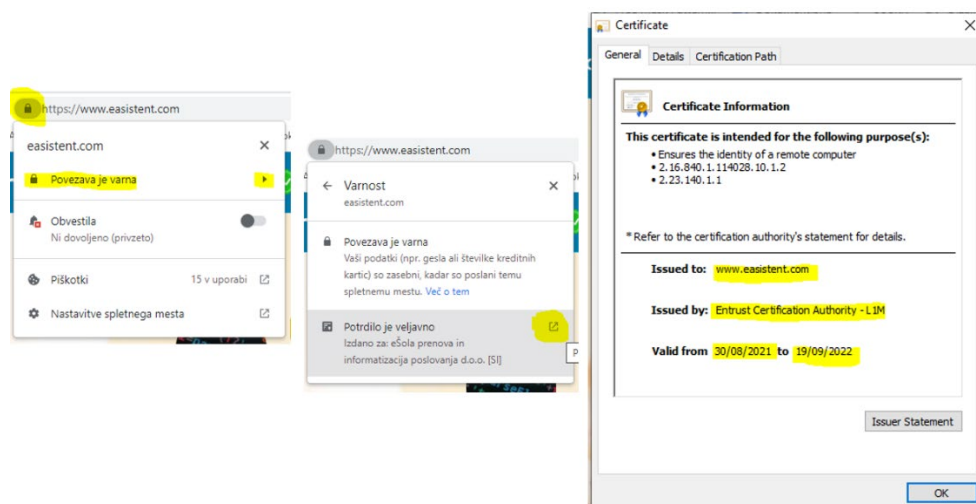 https://www.easistent.com
easistent.com
Povezava je varna
Obvestila
Ni dovoljeno (privzeto)
Piškotki 15 v uporabi
Nastavitve spletnega mesta
https://www.easistent.com
Varnost
easistent.com
Povezava je varna
Vaši podatki (npr. gesla ali številke kreditnih
kartic) so zasebni, kadar so poslani temu
spletnemu mestu. Več o tem
Potrdilo je veljavno
Izdano za: eŠola prenova in
informatizacija poslovanja d.o.o. [SI]
P
Certificate
General Details Certification Path
Certificate Information
This certificate is intended for the following purpose(s):
• Ensures the identity of a remote computer
• 2.16.840.1.114028.10.1.2
• 2.23.140.1.1
* Refer to the certification authority's statement for details.
Issued to: www.easistent.com
Issued by: Entrust Certification Authority - L1M
Valid from 30/08/2021 to 19/09/2022
Issuer Statement
OK